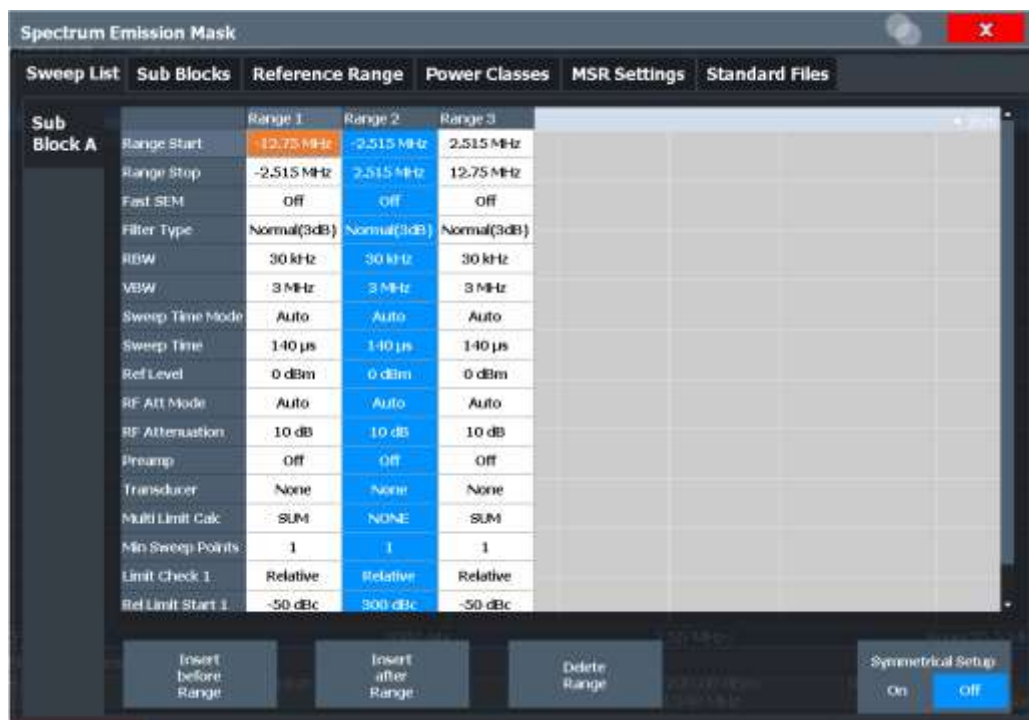 Spectrum Emission Mask
x
Sweep List Sub Blocks Reference Range Power Classes MSR Settings Standard Files
Sub Block A
Range 1 Range 2 Range 3
Range Start -12.75 MHz -2.515 MHz 2.515 MHz
Range Stop -2.515 MHz 2.515 MHz 12.75 MHz
Fast SEM Off Off Off
Filter Type Normal(3dB) Normal(3dB) Normal(3dB)
RBW 30 kHz 30 kHz 30 kHz
VBW 3 MHz 3 MHz 3 MHz
Sweep Time Mode Auto Auto Auto
Sweep Time 140 µs 140 µs 140 µs
Ref Level 0 dBm 0 dBm 0 dBm
RF Att Mode Auto Auto Auto
RF Attenuation 10 dB 10 dB 10 dB
Preamp Off Off Off
Transducer None None None
Multi Limit Calc SUM NONE SUM
Min Sweep Points 1 1 1
Limit Check 1 Relative Relative Relative
Rel Limit Start 1 -50 dBc 300 dBc -50 dBc
Insert before Range
Insert after Range
Delete Range
Symmetrical Setup
On Off